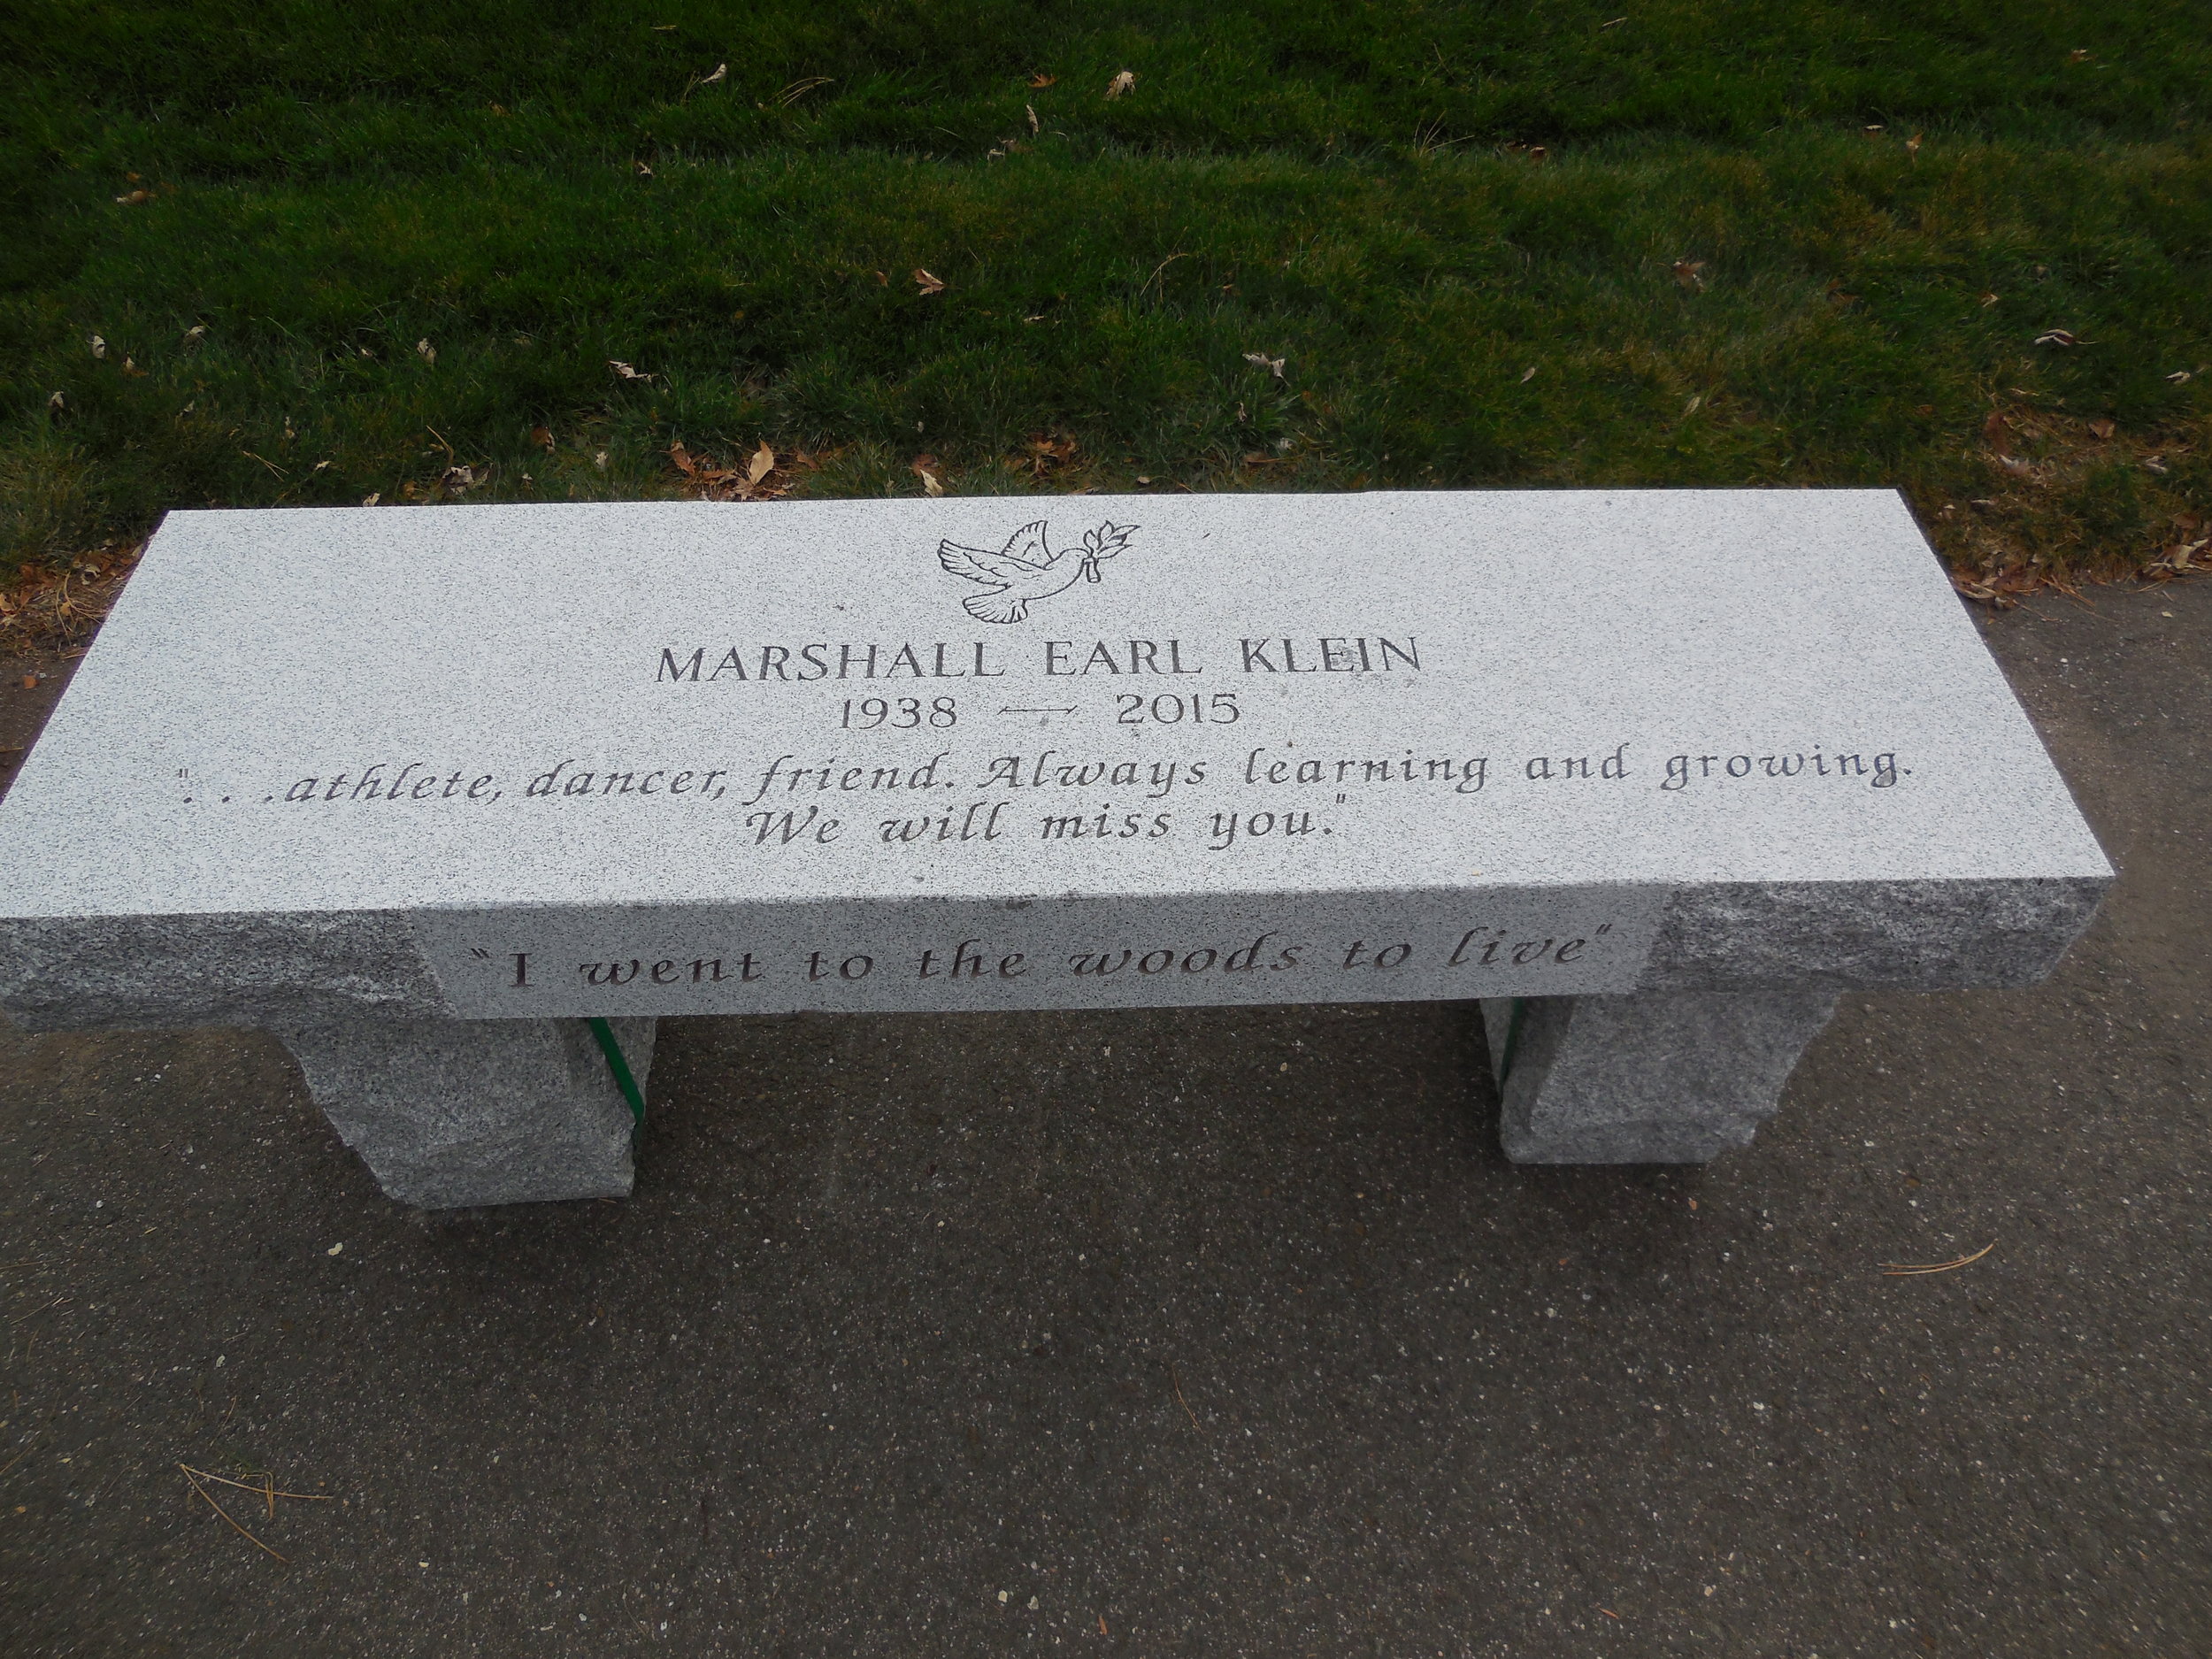 MARSHALL EARL KLEIN
1938 — 2015
". . .athlete, dancer, friend. Always learning and growing.
We will miss you."
"I went to the woods to live"